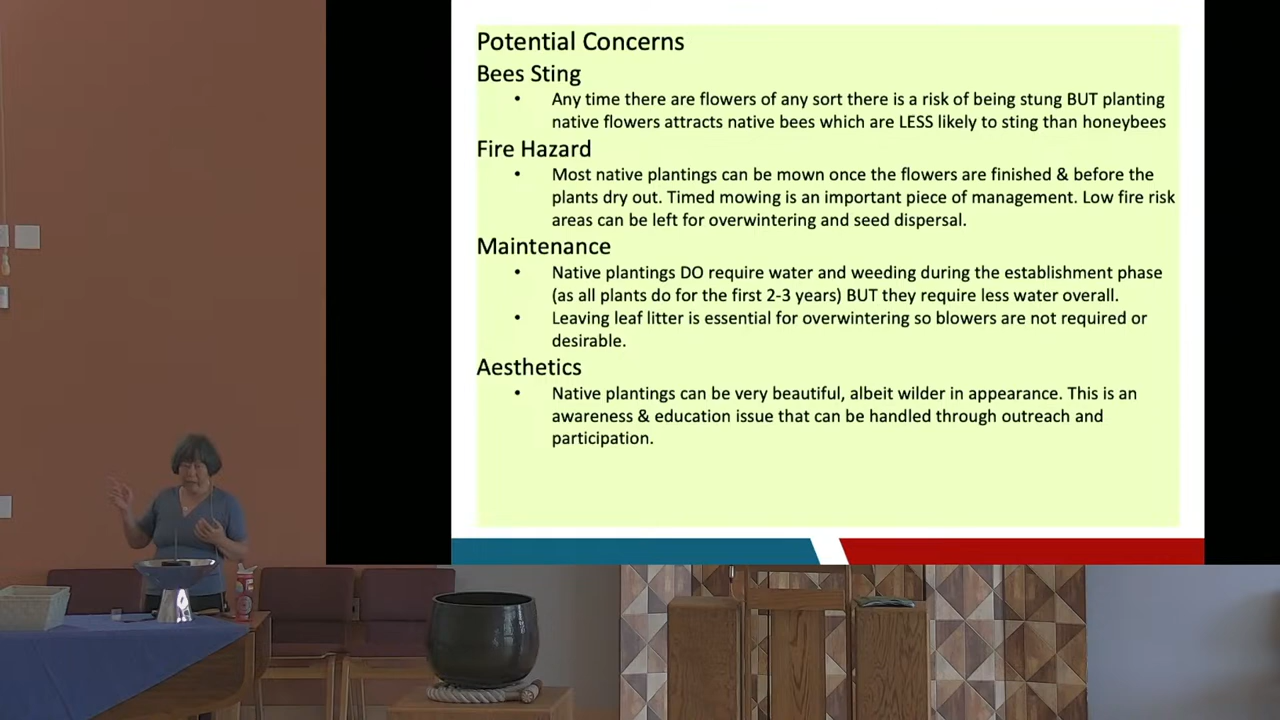 Potential Concerns
Bees Sting
• Any time there are flowers of any sort there is a risk of being stung BUT planting
native flowers attracts native bees which are LESS likely to sting than honeybees
Fire Hazard
• Most native plantings can be mown once the flowers are finished & before the
plants dry out. Timed mowing is an important piece of management. Low fire risk
areas can be left for overwintering and seed dispersal.
Maintenance
• Native plantings DO require water and weeding during the establishment phase
(as all plants do for the first 2-3 years) BUT they require less water overall.
• Leaving leaf litter is essential for overwintering so blowers are not required or
desirable.
Aesthetics
• Native plantings can be very beautiful, albeit wilder in appearance. This is an
awareness & education issue that can be handled through outreach and
participation.